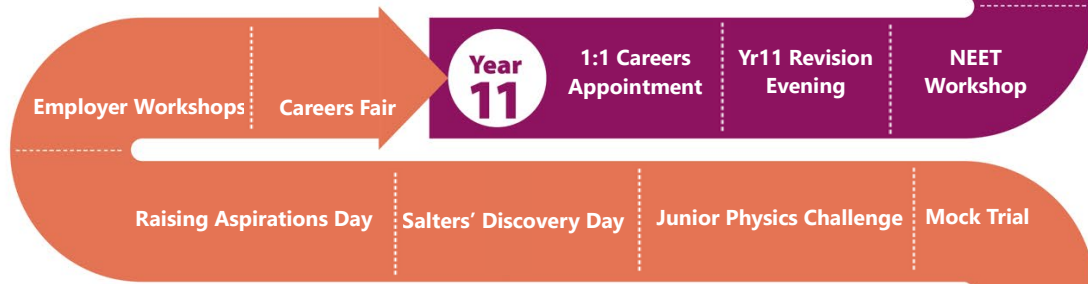 Employer Workshops
Careers Fair
Year
11
1:1 Careers
Appointment
Yr11 Revision
Evening
NEET
Workshop
Raising Aspirations Day
Salters' Discovery Day
Junior Physics Challenge
Mock Trial